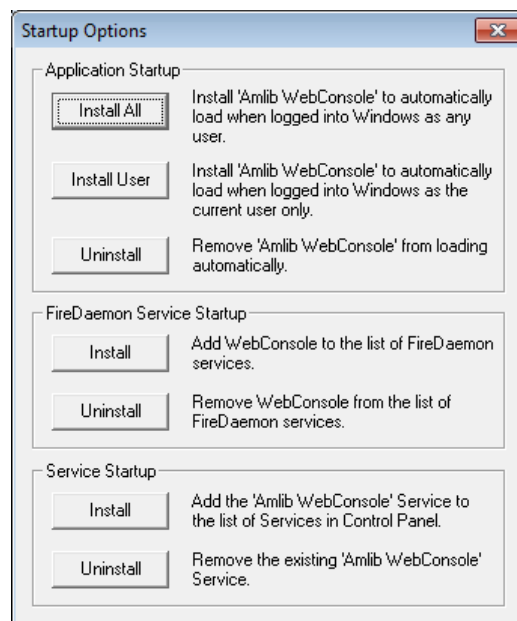 Startup Options
Application Startup
Install All
Install 'Amlib WebConsole' to automatically
load when logged into Windows as any
user.
Install User
Install 'Amlib WebConsole' to automatically
load when logged into Windows as the
current user only.
Uninstall
Remove 'Amlib WebConsole' from loading
automatically.
FireDaemon Service Startup
Install
Add WebConsole to the list of FireDaemon
services.
Uninstall
Remove WebConsole from the list of
FireDaemon services.
Service Startup
Install
Add the 'Amlib WebConsole' Service to
the list of Services in Control Panel.
Uninstall
Remove the existing 'Amlib WebConsole'
Service.